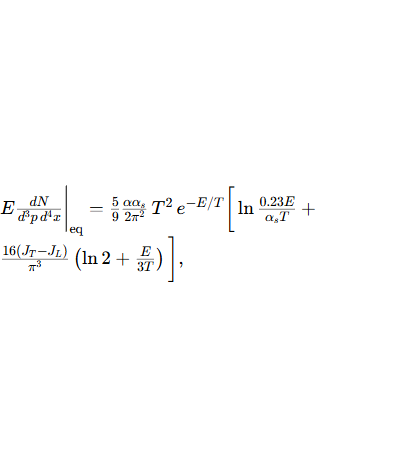 E dN/d³p d⁴x |eq = 5/9 αα_s/2π² T² e^{−E/T} [ ln 0.23E/α_sT +
16(J_T−J_L)/π³ (ln 2 + E/3T) ],